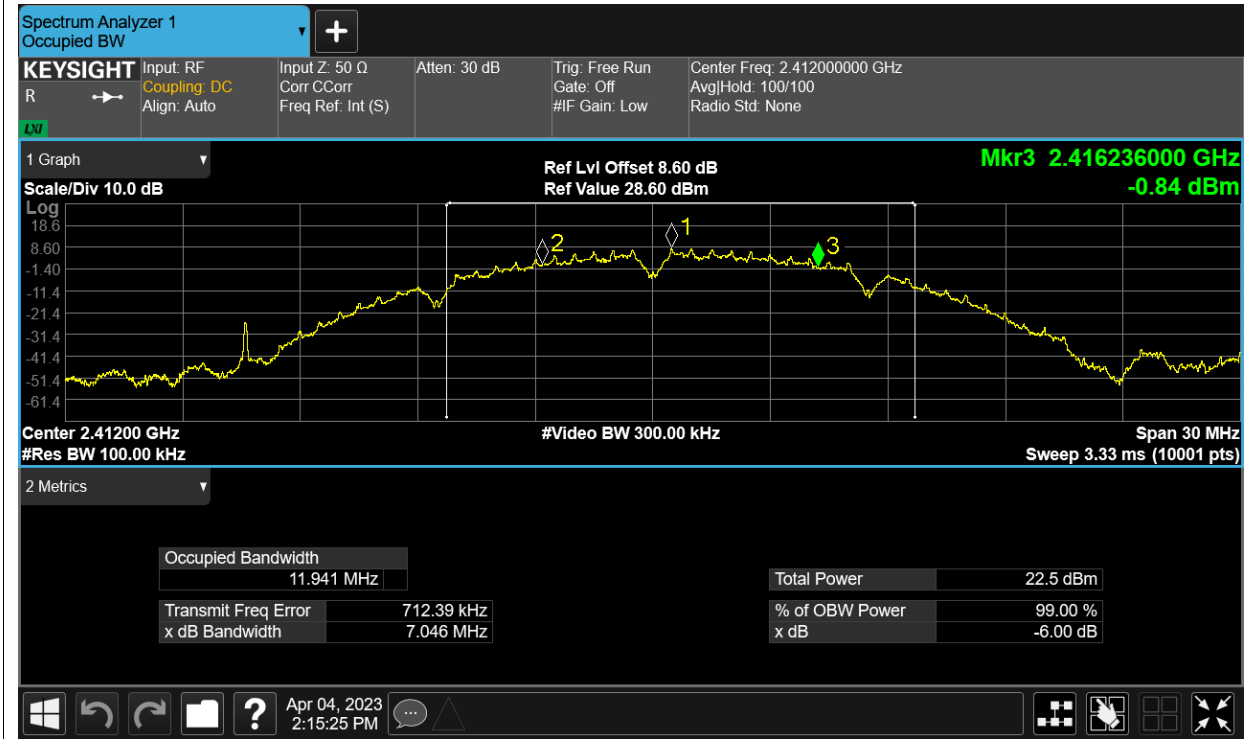 Spectrum Analyzer 1
Occupied BW
KEYSIGHT
R
LXI
Input: RF
Coupling: DC
Align: Auto
Input Z: 50 Ω
Corr CCorr
Freq Ref: Int (S)
Atten: 30 dB
Trig: Free Run
Gate: Off
#IF Gain: Low
Center Freq: 2.412000000 GHz
Avg|Hold: 100/100
Radio Std: None
1 Graph
Scale/Div 10.0 dB
Ref Lvl Offset 8.60 dB
Ref Value 28.60 dBm
Mkr3 2.416236000 GHz
-0.84 dBm
Log
18.6
8.60
-1.40
-11.4
-21.4
-31.4
-41.4
-51.4
-61.4
2
1
3
Center 2.41200 GHz
#Res BW 100.00 kHz
#Video BW 300.00 kHz
Span 30 MHz
Sweep 3.33 ms (10001 pts)
2 Metrics
Occupied Bandwidth
11.941 MHz
Transmit Freq Error 712.39 kHz
x dB Bandwidth 7.046 MHz
Total Power 22.5 dBm
% of OBW Power 99.00 %
x dB -6.00 dB
?
Apr 04, 2023
2:15:25 PM